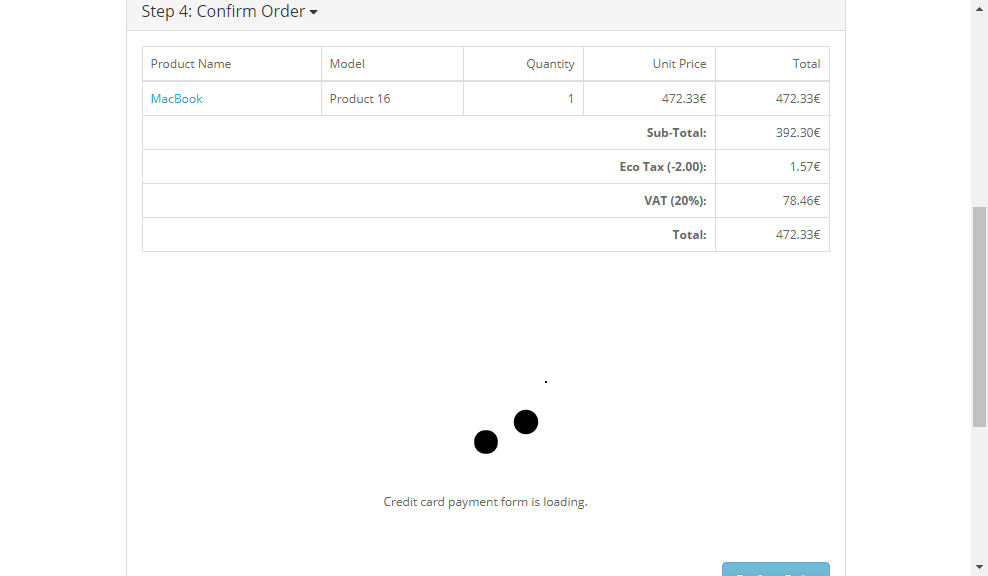 Step 4: Confirm Order
Product Name Model Quantity Unit Price Total
MacBook Product 16 1 472.33€ 472.33€
Sub-Total: 392.30€
Eco Tax (-2.00): 1.57€
VAT (20%): 78.46€
Total: 472.33€
Credit card payment form is loading.